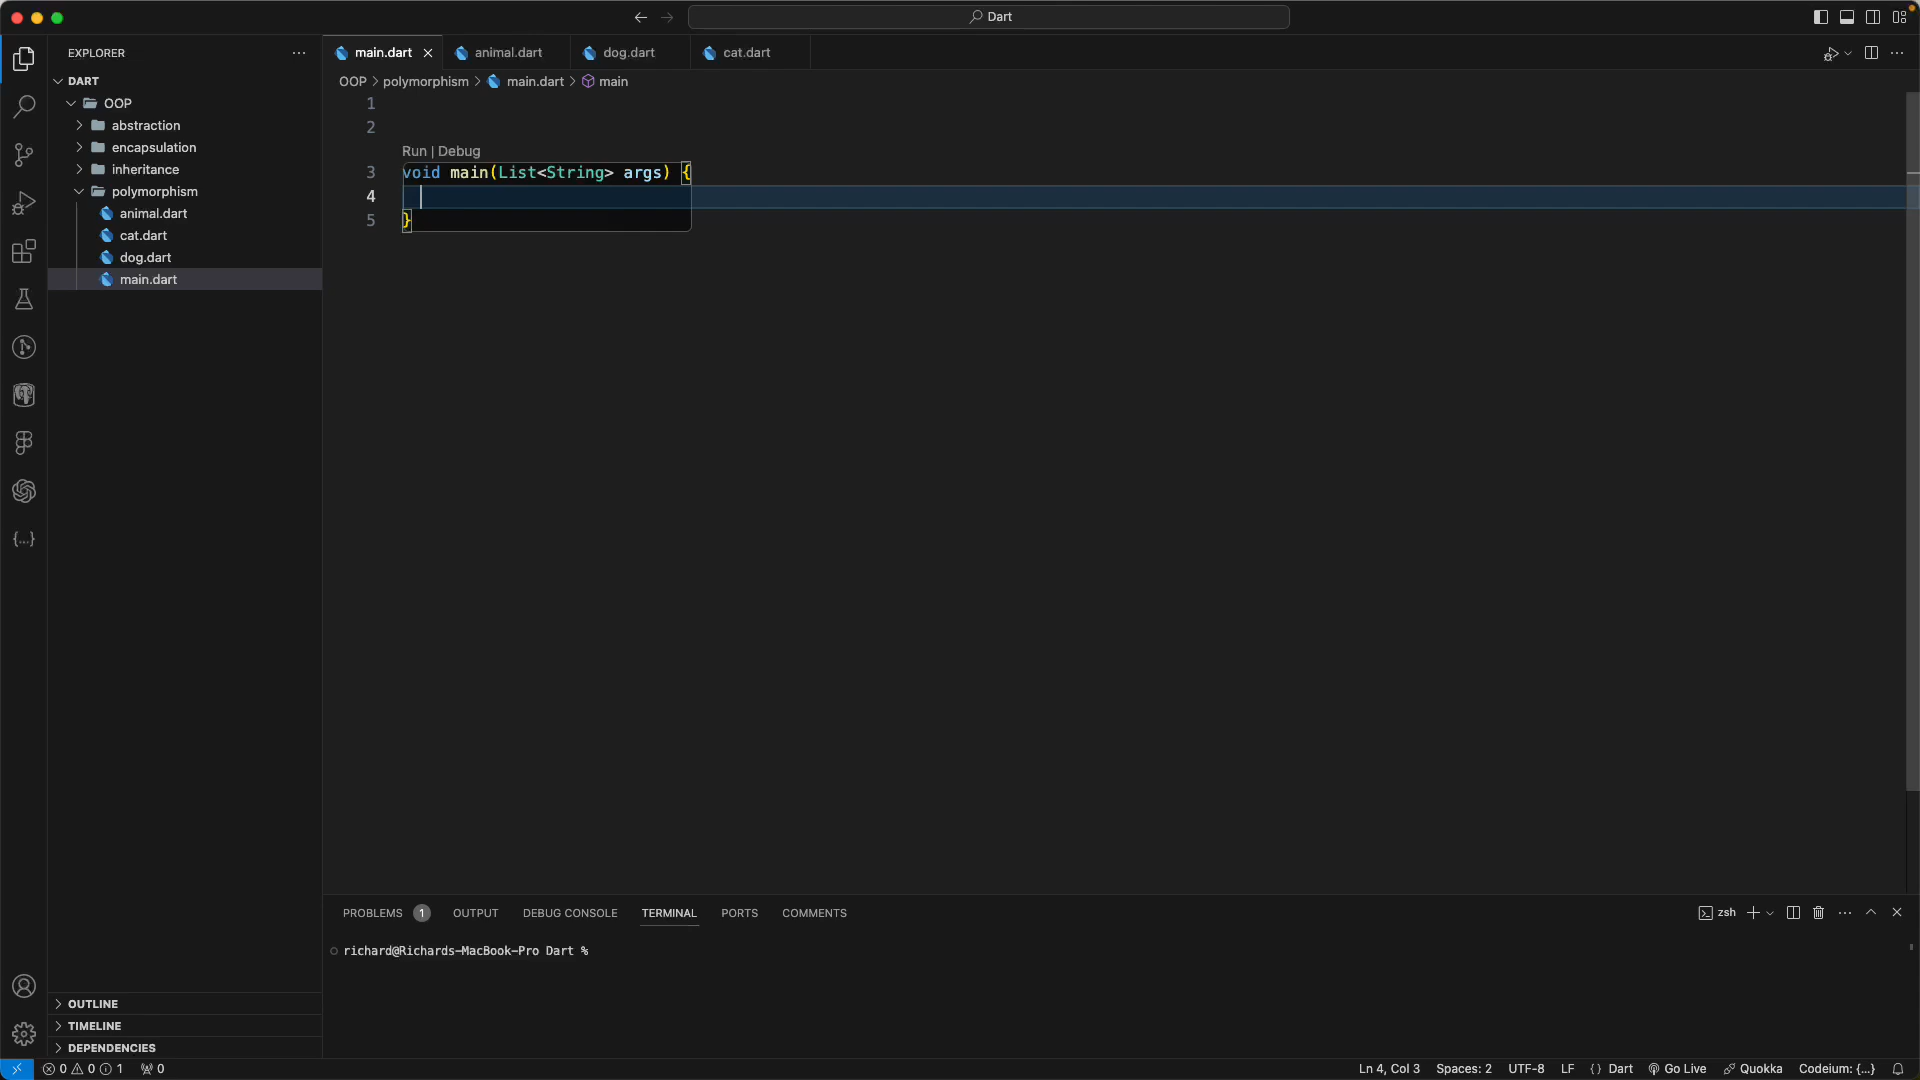 Dart
EXPLORER
DART
OOP
abstraction
encapsulation
inheritance
polymorphism
animal.dart
cat.dart
dog.dart
main.dart
OUTLINE
TIMELINE
DEPENDENCIES
main.dart animal.dart dog.dart cat.dart
OOP > polymorphism > main.dart > main
1
2
Run | Debug
3 void main(List<String> args) {
4
5 }
PROBLEMS 1 OUTPUT DEBUG CONSOLE TERMINAL PORTS COMMENTS
zsh
richard@Richards-MacBook-Pro Dart %
0 0 1 0 Ln 4, Col 3 Spaces: 2 UTF-8 LF {} Dart Go Live Quokka Codeium: {...}